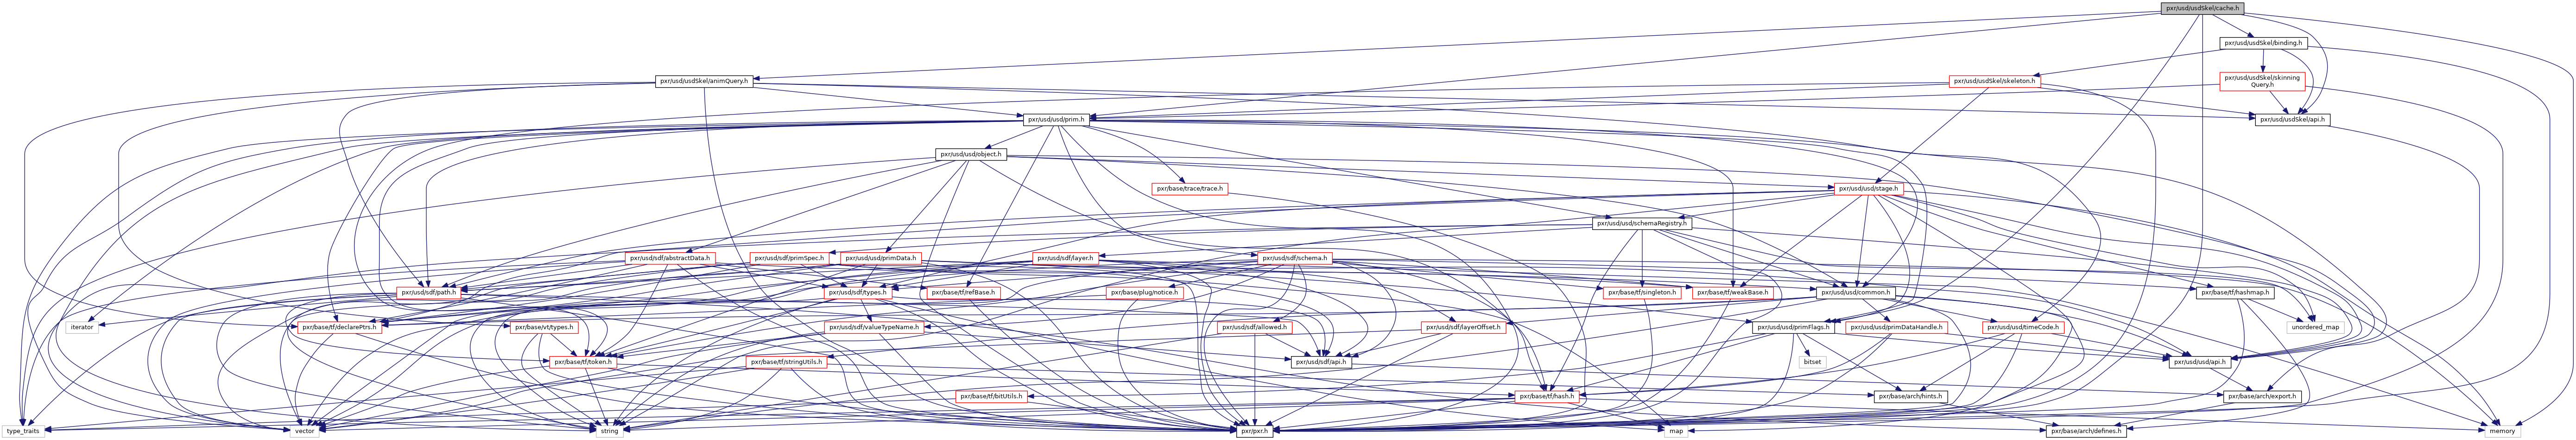 pxr/usd/usdSkel/cache.h
pxr/usd/usdSkel/binding.h
pxr/usd/usdSkel/animQuery.h
pxr/usd/usdSkel/skeleton.h
pxr/usd/usdSkel/skinning
Query.h
pxr/usd/usd/prim.h
pxr/usd/usdSkel/api.h
pxr/usd/usd/object.h
pxr/base/trace/trace.h
pxr/usd/usd/stage.h
pxr/usd/usd/schemaRegistry.h
pxr/usd/sdf/abstractData.h
pxr/usd/sdf/primSpec.h
pxr/usd/usd/primData.h
pxr/usd/sdf/layer.h
pxr/usd/sdf/schema.h
pxr/usd/sdf/path.h
pxr/usd/sdf/types.h
pxr/base/tf/refBase.h
pxr/base/plug/notice.h
pxr/base/tf/singleton.h
pxr/base/tf/weakBase.h
pxr/usd/usd/common.h
pxr/base/tf/hashmap.h
iterator
pxr/base/tf/declarePtrs.h
pxr/base/vt/types.h
pxr/usd/sdf/valueTypeName.h
pxr/usd/sdf/allowed.h
pxr/usd/sdf/layerOffset.h
pxr/usd/usd/primFlags.h
pxr/usd/usd/primDataHandle.h
pxr/usd/usd/timeCode.h
unordered_map
pxr/base/tf/token.h
pxr/base/tf/stringUtils.h
pxr/usd/sdf/api.h
bitset
pxr/usd/usd/api.h
pxr/base/tf/bitUtils.h
pxr/base/tf/hash.h
pxr/base/arch/hints.h
pxr/base/arch/export.h
type_traits
vector
string
pxr/pxr.h
map
pxr/base/arch/defines.h
memory